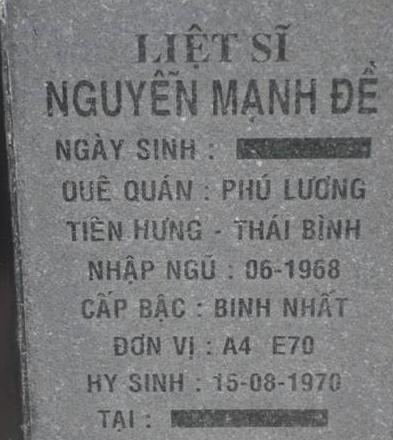 LIỆT SĨ
NGUYỄN MẠNH ĐỀ
NGÀY SINH :
QUÊ QUÁN : PHÚ LƯƠNG
TIÊN HƯNG - THÁI BÌNH
NHẬP NGŨ : 06-1968
CẤP BẬC : BINH NHẤT
ĐƠN VỊ : A4 E70
HY SINH : 15-08-1970
TẠI :